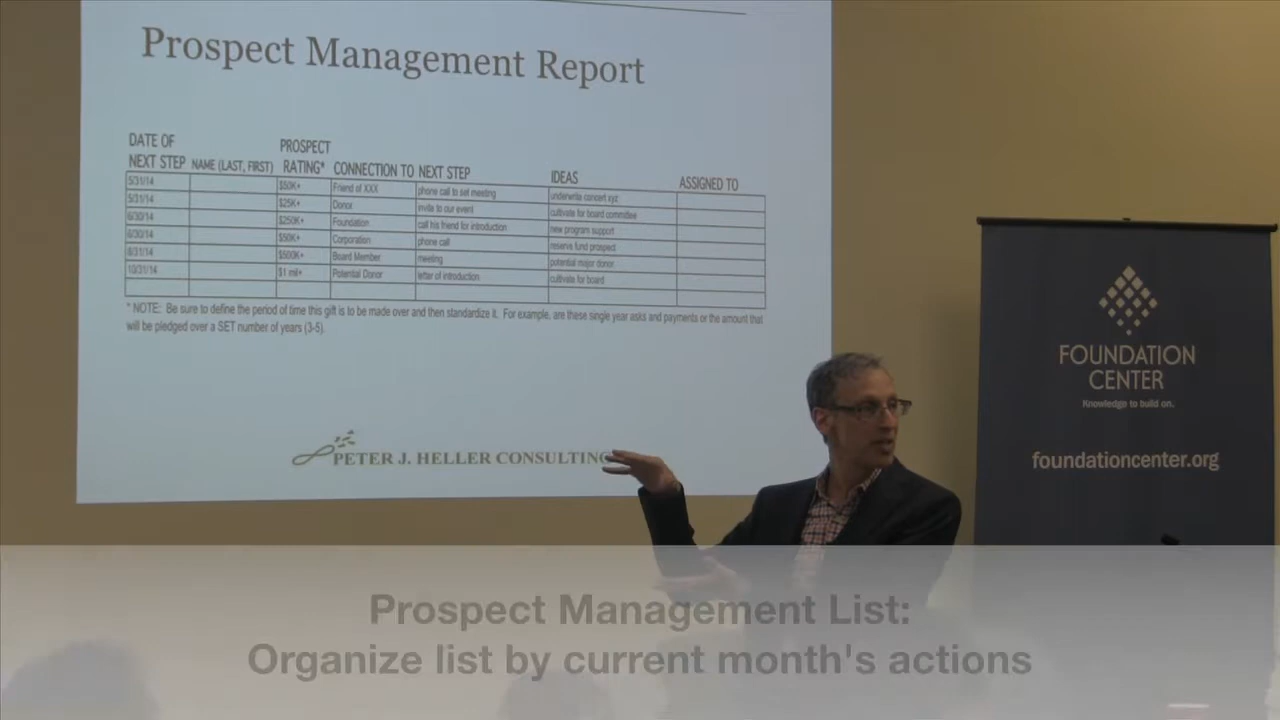 Prospect Management Report
DATE OF NEXT STEP NAME (LAST, FIRST) PROSPECT RATING* CONNECTION TO NEXT STEP IDEAS ASSIGNED TO
5/31/14 $50K+ Friend of XXX phone call to set meeting underwrite concert xyz
5/31/14 $25K+ Donor invite to our event cultivate for board committee
6/30/14 $250K+ Foundation call his friend for introduction new program support
6/30/14 $50K+ Corporation phone call reserve fund prospect
8/31/14 $500K+ Board Member meeting potential major donor
10/31/14 $1 mil+ Potential Donor letter of introduction cultivate for board
* NOTE: Be sure to define the period of time this gift is to be made over and then standardize it. For example, are these single year asks and payments or the amount that
will be pledged over a SET number of years (3-5).
PETER J. HELLER CONSULTING
FOUNDATION
CENTER
Knowledge to build on.
foundationcenter.org
Prospect Management List:
Organize list by current month's actions